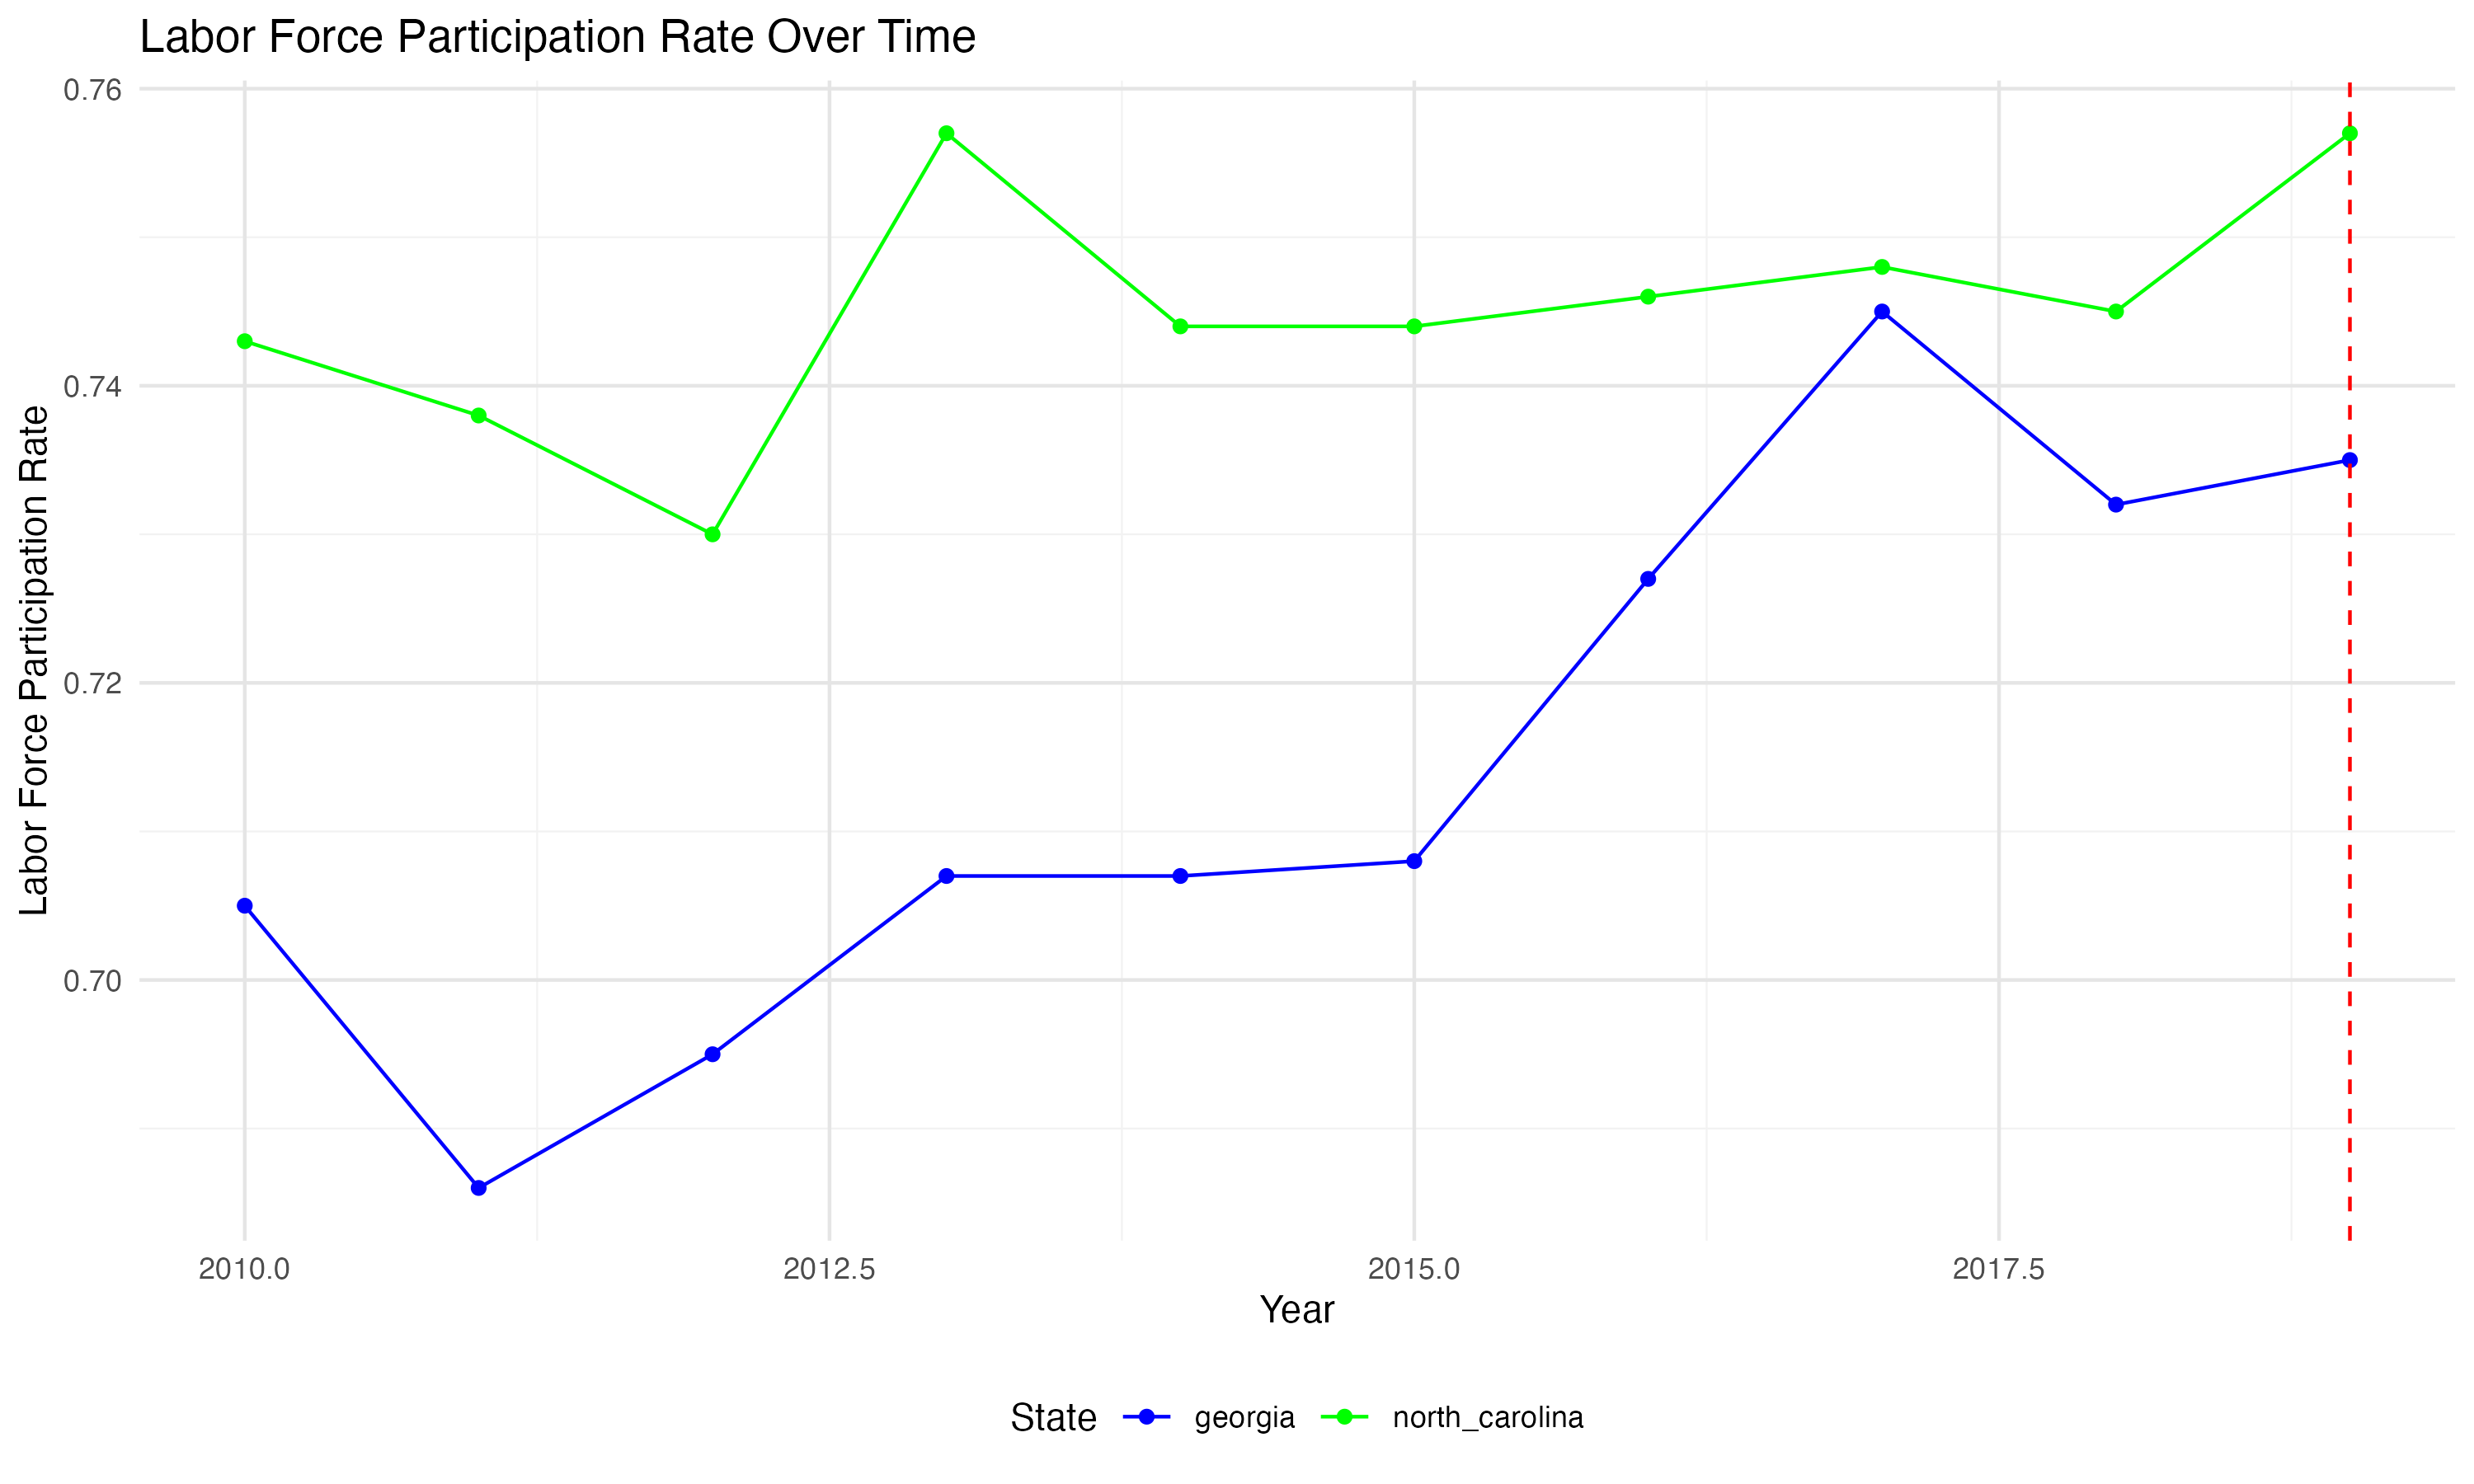 Labor Force Participation Rate Over Time
0.76
0.74
0.72
0.70
Labor Force Participation Rate
2010.0 2012.5 2015.0 2017.5
Year
State georgia north_carolina